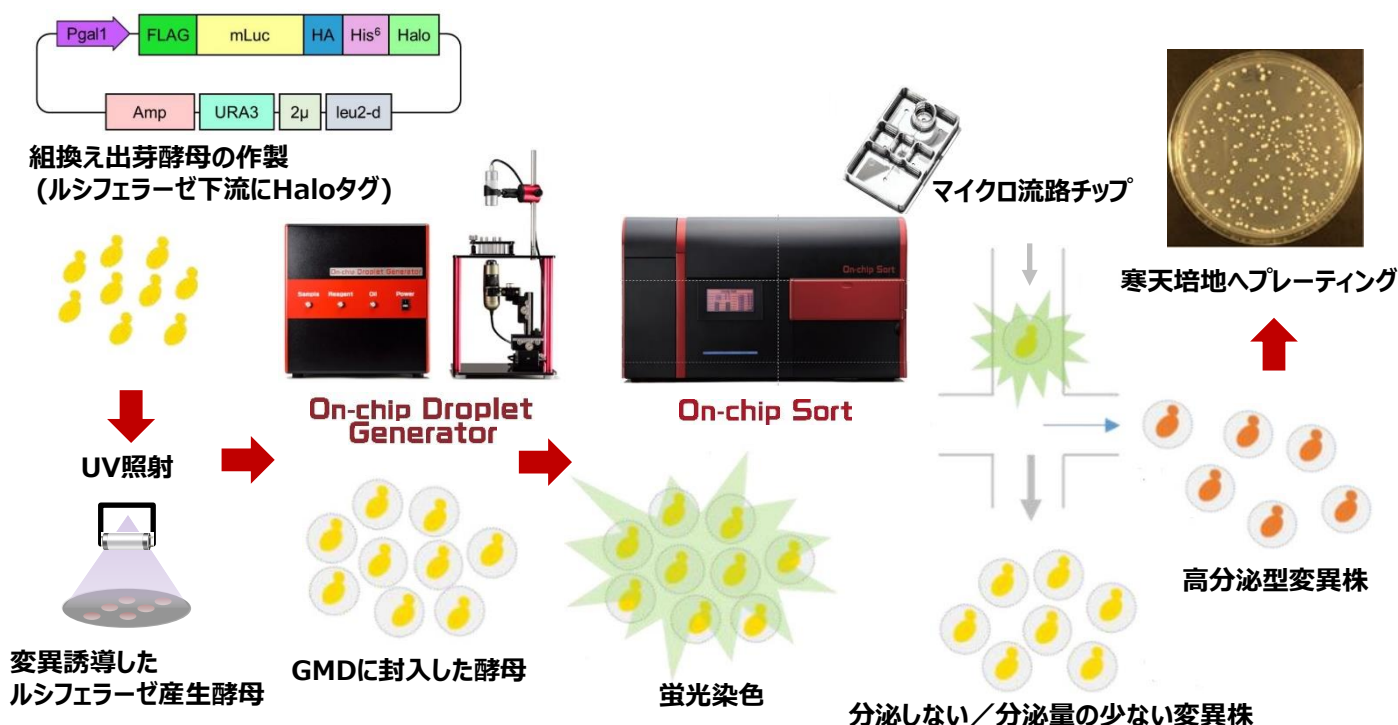 Pgal1
FLAG
mLuc
HA
His⁶
Halo
Amp
URA3
2μ
leu2-d
組換え出芽酵母の作製
(ルシフェラーゼ下流にHaloタグ)
UV照射
変異誘導した
ルシフェラーゼ産生酵母
On-chip Droplet Generator
Sample Reagent Oil Power
On-chip Droplet
Generator
GMDに封入した酵母
On-chip Sort
On-chip Sort
蛍光染色
マイクロ流路チップ
分泌しない/分泌量の少ない変異株
高分泌型変異株
寒天培地へプレーティング